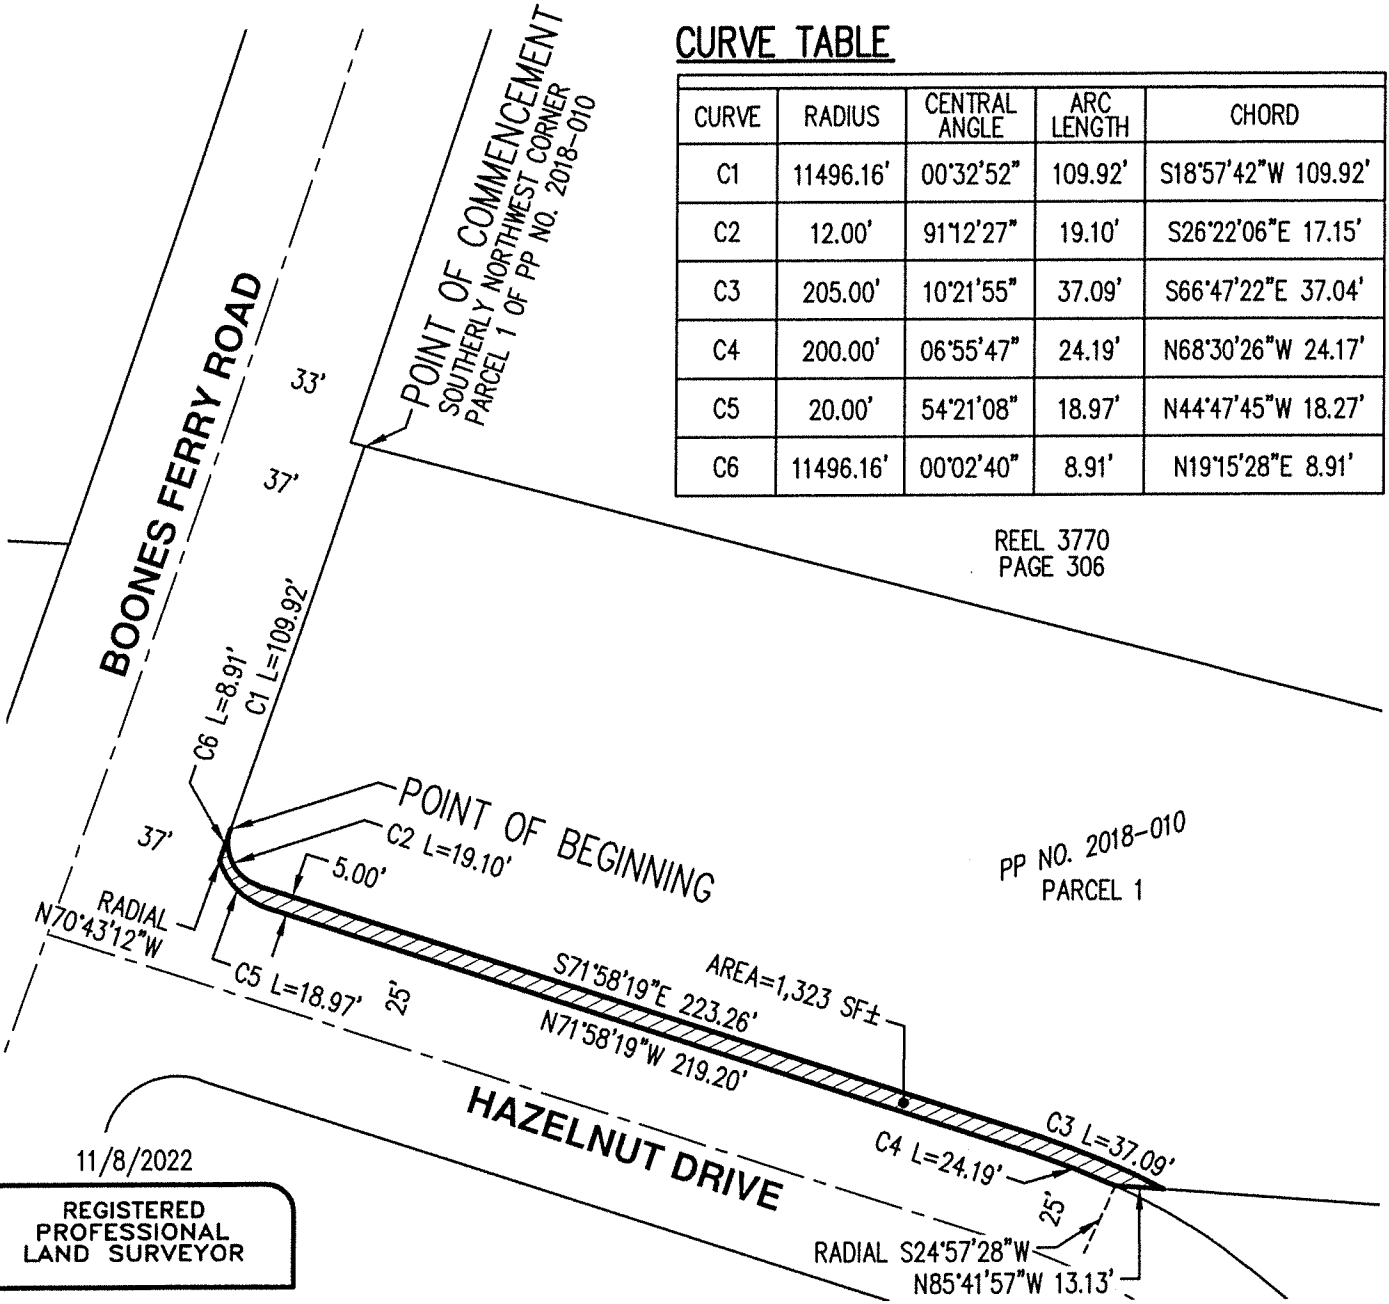 CURVE TABLE
CURVE RADIUS CENTRAL ANGLE ARC LENGTH CHORD
C1 11496.16' 00°32'52" 109.92' S18°57'42"W 109.92'
C2 12.00' 91°12'27" 19.10' S26°22'06"E 17.15'
C3 205.00' 10°21'55" 37.09' S66°47'22"E 37.04'
C4 200.00' 06°55'47" 24.19' N68°30'26"W 24.17'
C5 20.00' 54°21'08" 18.97' N44°47'45"W 18.27'
C6 11496.16' 00°02'40" 8.91' N19°15'28"E 8.91'
POINT OF COMMENCEMENT
SOUTHERLY NORTHWEST CORNER
PARCEL 1 OF PP NO. 2018-010
BOONES FERRY ROAD
33'
37'
REEL 3770
PAGE 306
C6 L=8.91'
C1 L=109.92'
37'
POINT OF BEGINNING
C2 L=19.10'
5.00'
PP NO. 2018-010
PARCEL 1
RADIAL
N70°43'12"W
C5 L=18.97'
25'
S71°58'19"E 223.26'
N71°58'19"W 219.20'
AREA=1,323 SF±
HAZELNUT DRIVE
C3 L=37.09'
C4 L=24.19'
25'
RADIAL S24°57'28"W
N85°41'57"W 13.13'
11/8/2022
REGISTERED
PROFESSIONAL
LAND SURVEYOR